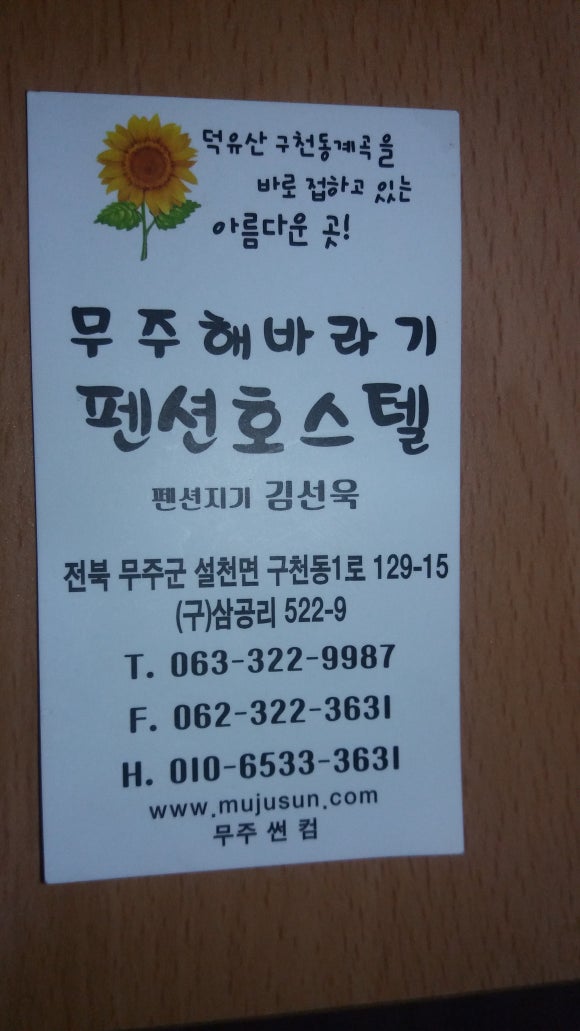 덕유산 구천동계곡을
바로 접하고 있는
아름다운 곳!
무주해바라기
펜션호스텔
펜션지기 김선욱
전북 무주군 설천면 구천동1로 129-15
(구)삼공리 522-9
T. 063-322-9987
F. 062-322-3631
H. 010-6533-3631
www.mujusun.com
무주 썬 컴